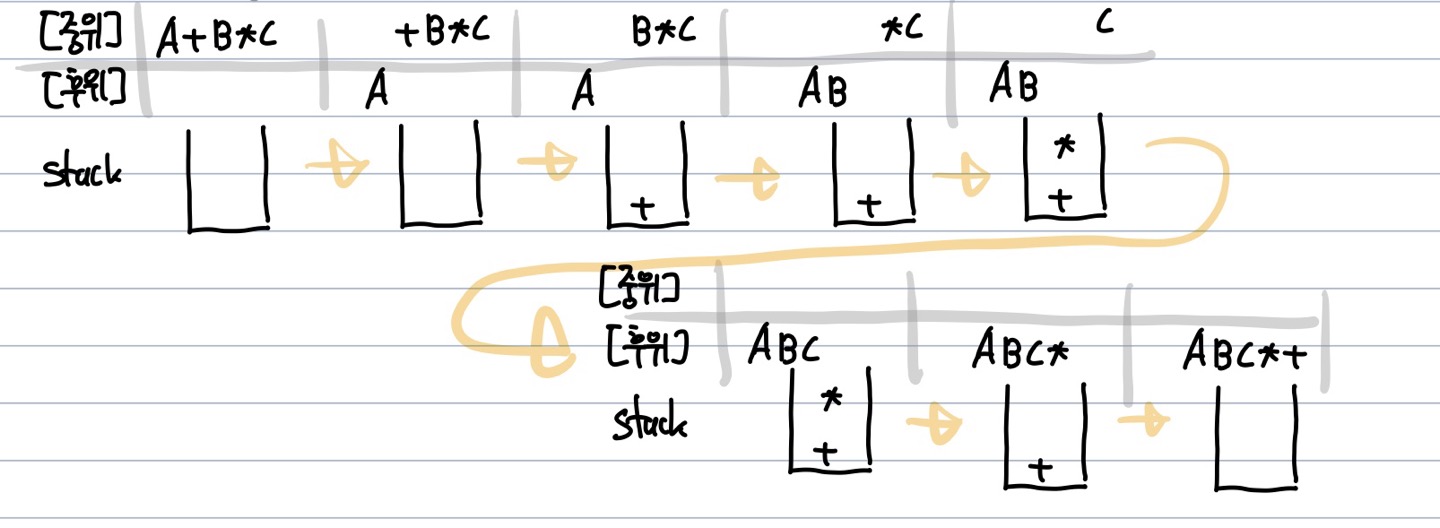 [중위] A+B*C +B*C B*C *C C
[후위] A A AB AB
stack
*
+ + +
[중위]
[후위] ABC ABC* ABC*+
stack *
+ +